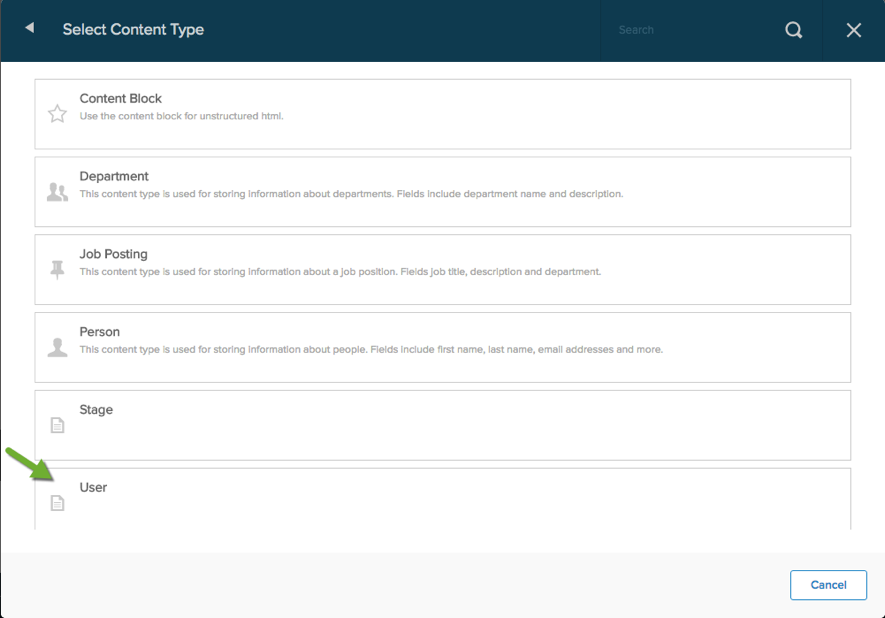 Select Content Type
Search
Content Block
Use the content block for unstructured html.
Department
This content type is used for storing information about departments. Fields include department name and description.
Job Posting
This content type is used for storing information about a job position. Fields job title, description and department.
Person
This content type is used for storing information about people. Fields include first name, last name, email addresses and more.
Stage
User
Cancel